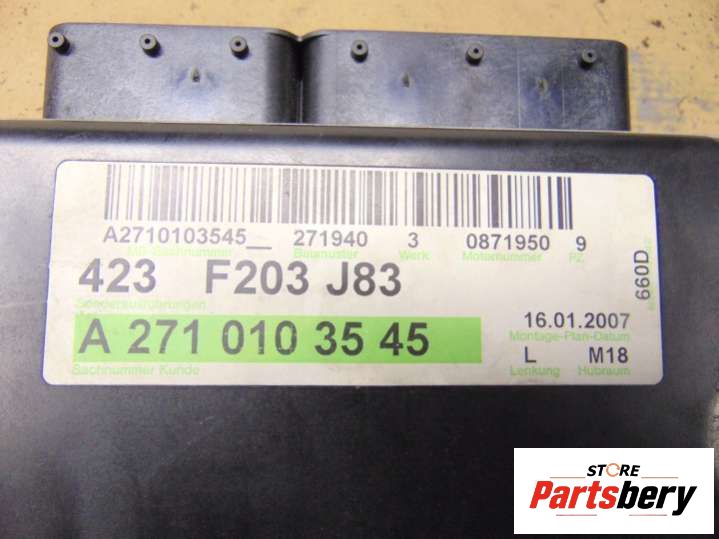 A2710103545__ 271940 3 0871950 9
MB-Sachnummer Baumuster Werk Motornummer PZ
423 F203 J83
Sonderausführungen
660D
16.01.2007
A 271 010 35 45
Montage-Plan-Datum
L M18
Sachnummer Kunde
Lenkung Hubraum
STORE
Partsbery